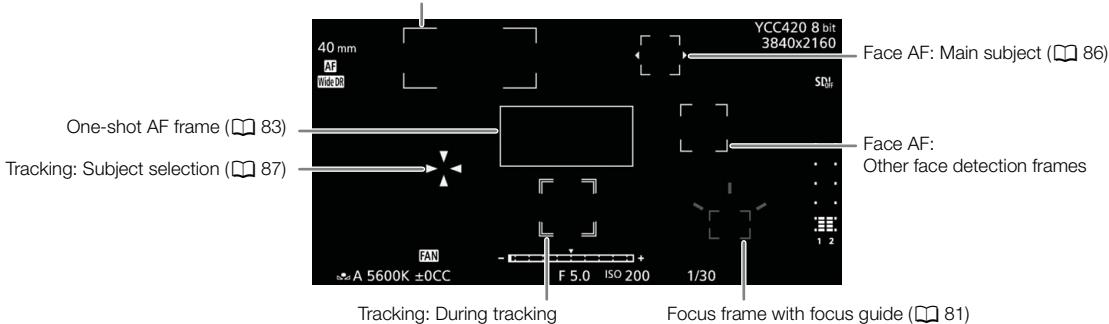 YCC420 8 bit
40 mm
3840x2160
AF
Wide DR
Face AF: Main subject (86)
SDI OFF
One-shot AF frame (83)
Face AF:
Other face detection frames
Tracking: Subject selection (87)
1 2
FAN
- +
A 5600K ±0CC
F 5.0 ISO 200 1/30
Tracking: During tracking
Focus frame with focus guide (81)